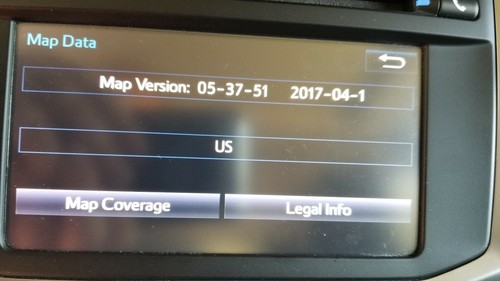 Map Data
Map Version: 05-37-51 2017-04-1
US
Map Coverage
Legal Info